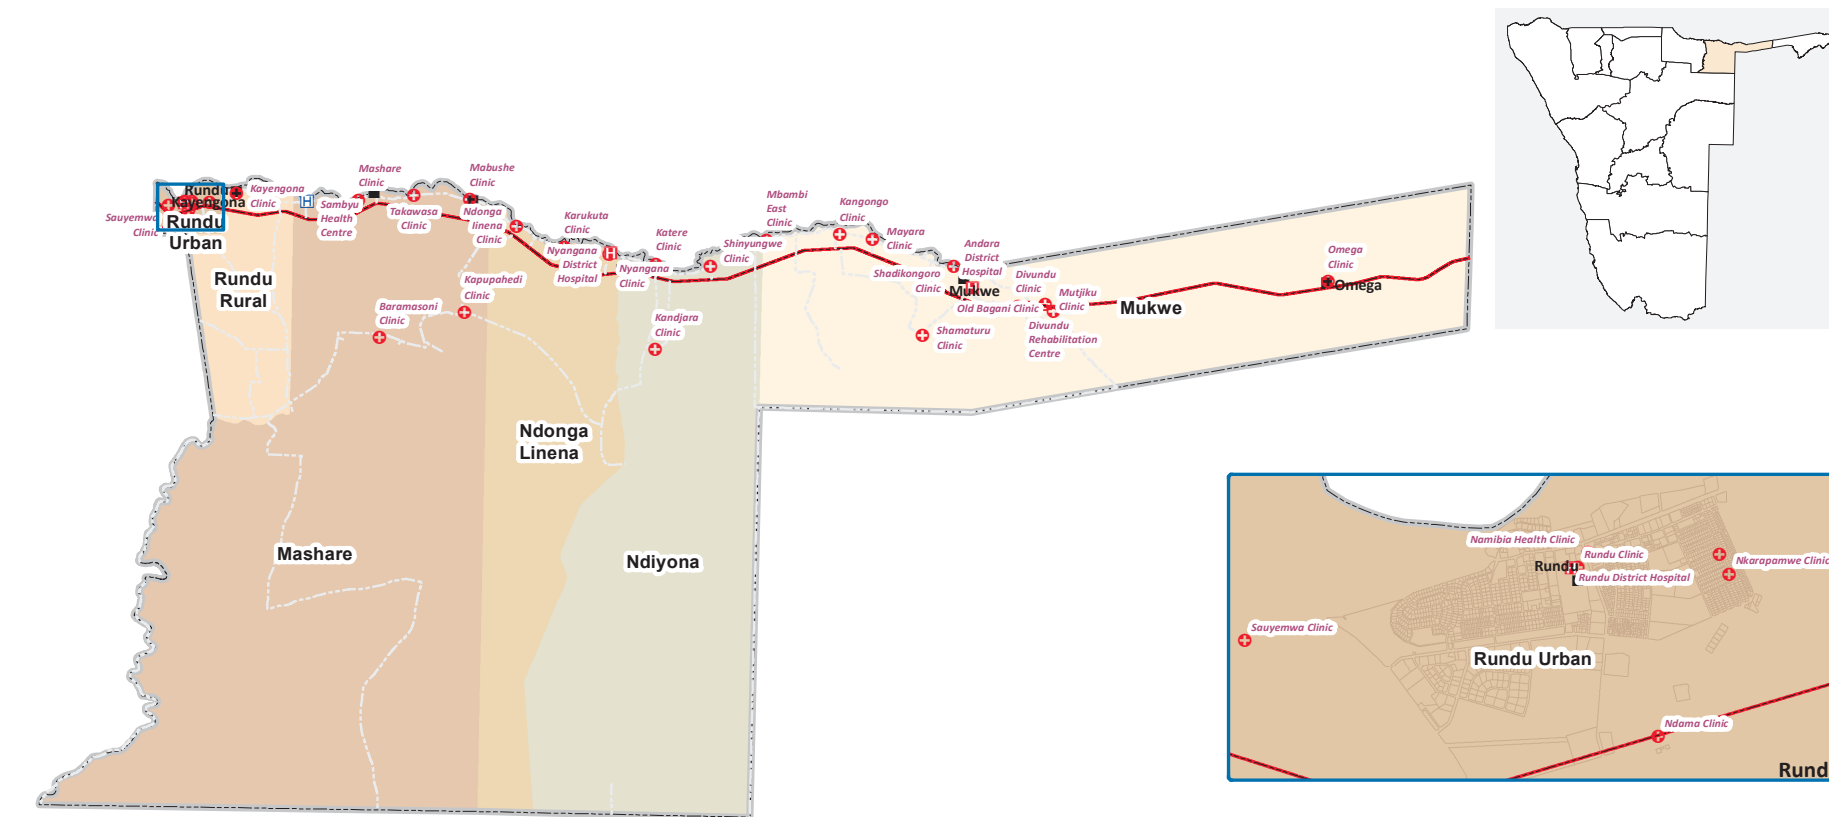 Mashare
Clinic
Mabushe
Clinic
Rundu
Kayengona
Kayengona
Clinic
Sauyemwa
Clinic
Rundu
Urban
Sambyu
Health
Centre
Takawasa
Clinic
Ndonga
linena
Clinic
Karukuta
Clinic
Nyangana
District
Hospital
Nyangana
Clinic
Katere
Clinic
Shinyungwe
Clinic
Mbambi
East
Clinic
Kangongo
Clinic
Mayara
Clinic
Shadikongoro
Clinic
Andara
District
Hospital
Mukwe
Divundu
Clinic
Old Bagani Clinic
Mutjiku
Clinic
Divundu
Rehabilitation
Centre
Mukwe
Omega
Clinic
Omega
Rundu
Rural
Baramasoni
Clinic
Kapupahedi
Clinic
Kandjara
Clinic
Shamaturu
Clinic
Ndonga
Linena
Mashare
Ndiyona
Namibia Health Clinic
Rundu Clinic
Rundu
Rundu District Hospital
Nkarapamwe Clinic
Sauyemwa Clinic
Rundu Urban
Ndama Clinic
Rund